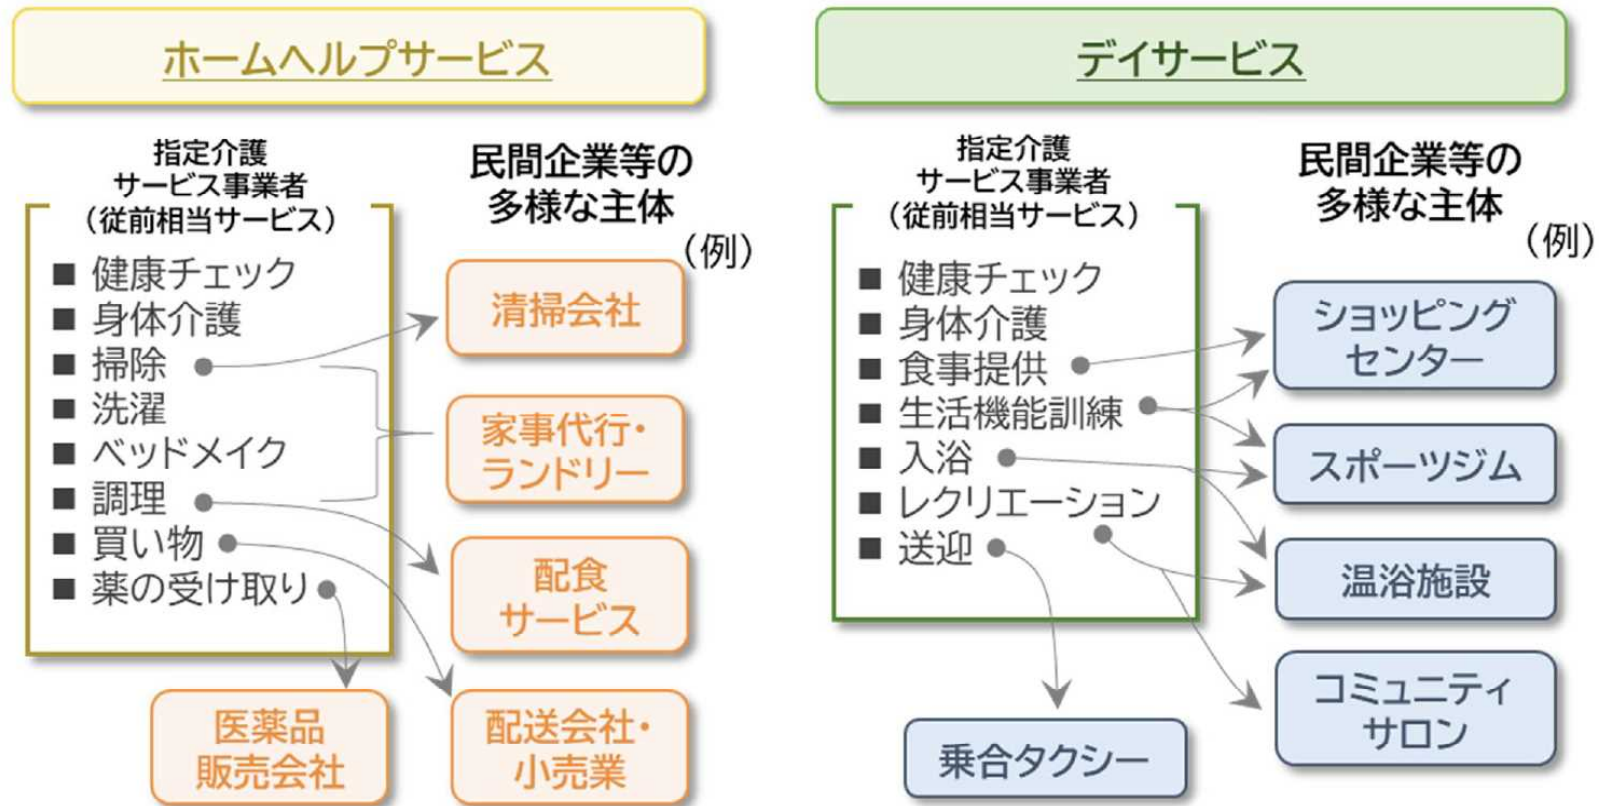 ホームヘルプサービス
指定介護
サービス事業者
（従前相当サービス）
■ 健康チェック
■ 身体介護
■ 掃除
■ 洗濯
■ ベッドメイク
■ 調理
■ 買い物
■ 薬の受け取り
民間企業等の
多様な主体
（例）
清掃会社
家事代行・
ランドリー
配食
サービス
配送会社・
小売業
医薬品
販売会社
デイサービス
指定介護
サービス事業者
（従前相当サービス）
■ 健康チェック
■ 身体介護
■ 食事提供
■ 生活機能訓練
■ 入浴
■ レクリエーション
■ 送迎
民間企業等の
多様な主体
（例）
ショッピング
センター
スポーツジム
温浴施設
コミュニティ
サロン
乗合タクシー